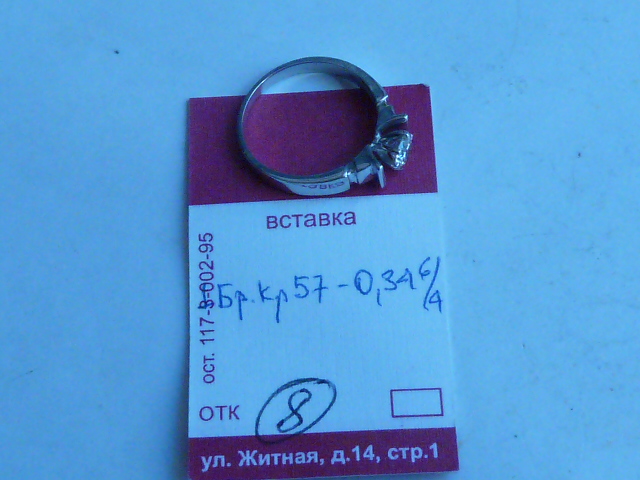 вставка
ост. 117-3-002-95
1Бр.Кр57-0,34 6/4
ОТК
8
ул. Житная, д.14, стр.1